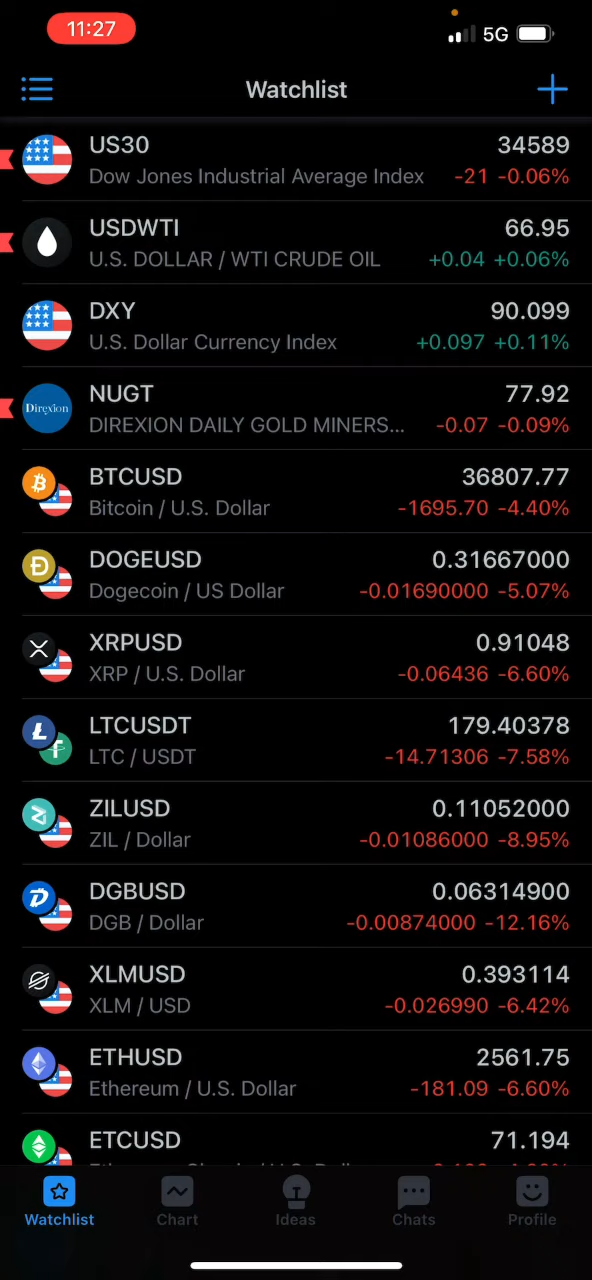 11:27
5G
Watchlist
US30 34589
Dow Jones Industrial Average Index -21 -0.06%
USDWTI 66.95
U.S. DOLLAR / WTI CRUDE OIL +0.04 +0.06%
DXY 90.099
U.S. Dollar Currency Index +0.097 +0.11%
Direxion
NUGT 77.92
DIREXION DAILY GOLD MINERS... -0.07 -0.09%
BTCUSD 36807.77
Bitcoin / U.S. Dollar -1695.70 -4.40%
DOGEUSD 0.31667000
Dogecoin / US Dollar -0.01690000 -5.07%
XRPUSD 0.91048
XRP / U.S. Dollar -0.06436 -6.60%
LTCUSDT 179.40378
LTC / USDT -14.71306 -7.58%
ZILUSD 0.11052000
ZIL / Dollar -0.01086000 -8.95%
DGBUSD 0.06314900
DGB / Dollar -0.00874000 -12.16%
XLMUSD 0.393114
XLM / USD -0.026990 -6.42%
ETHUSD 2561.75
Ethereum / U.S. Dollar -181.09 -6.60%
ETCUSD 71.194
Watchlist Chart Ideas Chats Profile